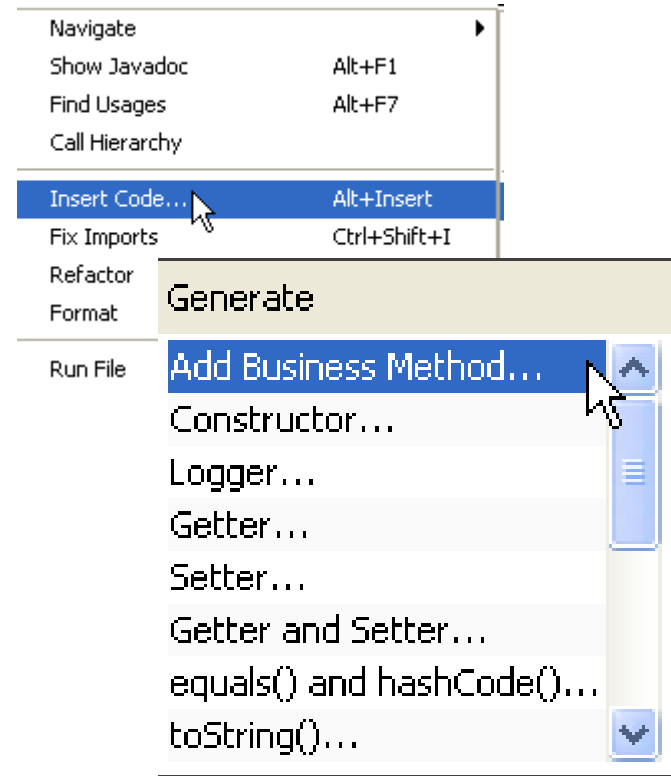 Navigate
Show Javadoc Alt+F1
Find Usages Alt+F7
Call Hierarchy
Insert Code... Alt+Insert
Fix Imports Ctrl+Shift+I
Refactor
Format
Run File
Generate
Add Business Method...
Constructor...
Logger...
Getter...
Setter...
Getter and Setter...
equals() and hashCode()...
toString()...